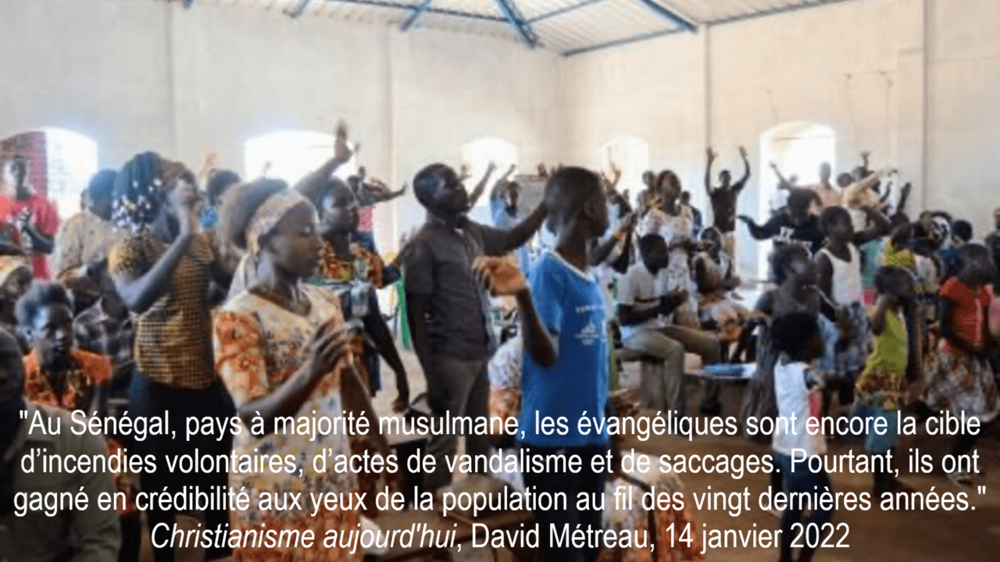 "Au Sénégal, pays à majorité musulmane, les évangéliques sont encore la cible
d’incendies volontaires, d’actes de vandalisme et de saccages. Pourtant, ils ont
gagné en crédibilité aux yeux de la population au fil des vingt dernières années."
Christianisme aujourd'hui, David Métreau, 14 janvier 2022